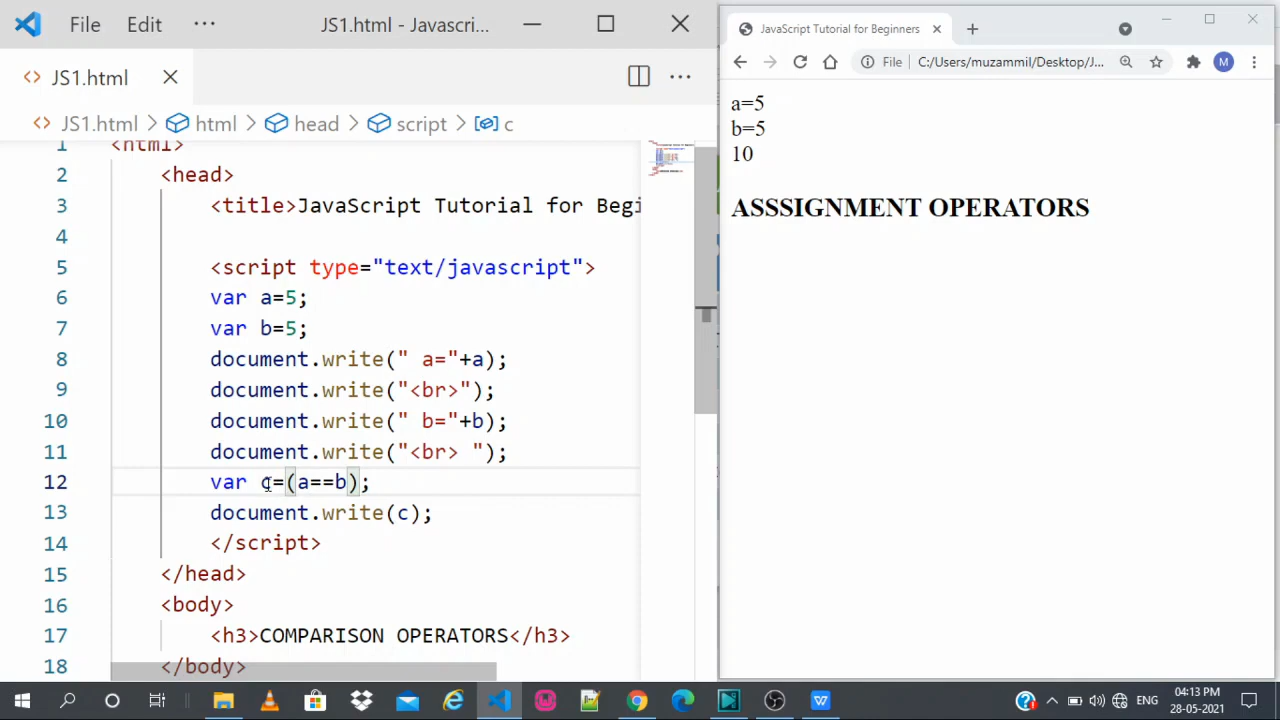 File Edit ··· JS1.html - Javascri...
JS1.html
JS1.html > html > head > script > c
1 <html>
2 <head>
3 <title>JavaScript Tutorial for Begi
4
5 <script type="text/javascript">
6 var a=5;
7 var b=5;
8 document.write(" a="+a);
9 document.write("<br>");
10 document.write(" b="+b);
11 document.write("<br> ");
12 var c=(a==b);
13 document.write(c);
14 </script>
15 </head>
16 <body>
17 <h3>COMPARISON OPERATORS</h3>
18 </body>
JavaScript Tutorial for Beginners
File C:/Users/muzammil/Desktop/J... M
a=5
b=5
10
ASSSIGNMENT OPERATORS
ENG 04:13 PM
28-05-2021